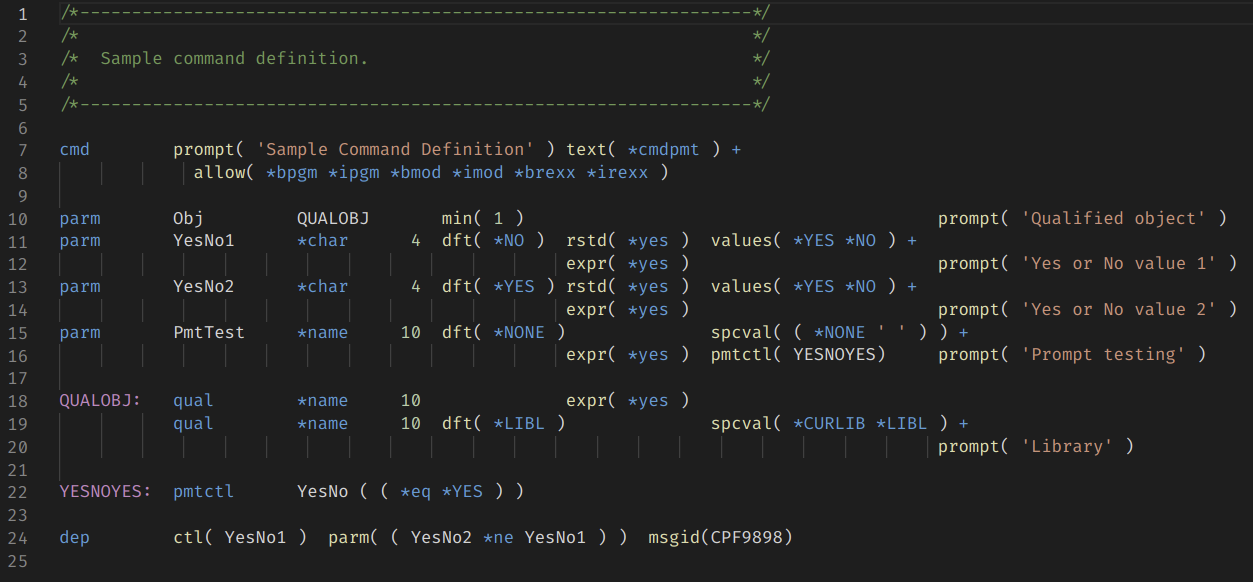 1 /*-----------------------------------------------------------------*/
2 /*                                                                 */
3 /*  Sample command definition.                                     */
4 /*                                                                 */
5 /*-----------------------------------------------------------------*/
6
7 cmd        prompt( 'Sample Command Definition' ) text( *cmdpmt ) +
8              allow( *bpgm *ipgm *bmod *imod *brexx *irexx )
9
10 parm       Obj         QUALOBJ       min( 1 )                                        prompt( 'Qualified object' )
11 parm       YesNo1      *char      4  dft( *NO )  rstd( *yes )  values( *YES *NO ) +
12                                                  expr( *yes )                        prompt( 'Yes or No value 1' )
13 parm       YesNo2      *char      4  dft( *YES ) rstd( *yes )  values( *YES *NO ) +
14                                                  expr( *yes )                        prompt( 'Yes or No value 2' )
15 parm       PmtTest     *name     10  dft( *NONE )              spcval( ( *NONE ' ' ) ) +
16                                                  expr( *yes )  pmtctl( YESNOYES)     prompt( 'Prompt testing' )
17
18 QUALOBJ:   qual        *name     10              expr( *yes )
19            qual        *name     10  dft( *LIBL )              spcval( *CURLIB *LIBL ) +
20                                                                                      prompt( 'Library' )
21
22 YESNOYES:  pmtctl      YesNo ( ( *eq *YES ) )
23
24 dep        ctl( YesNo1 )  parm( ( YesNo2 *ne YesNo1 ) )  msgid(CPF9898)
25